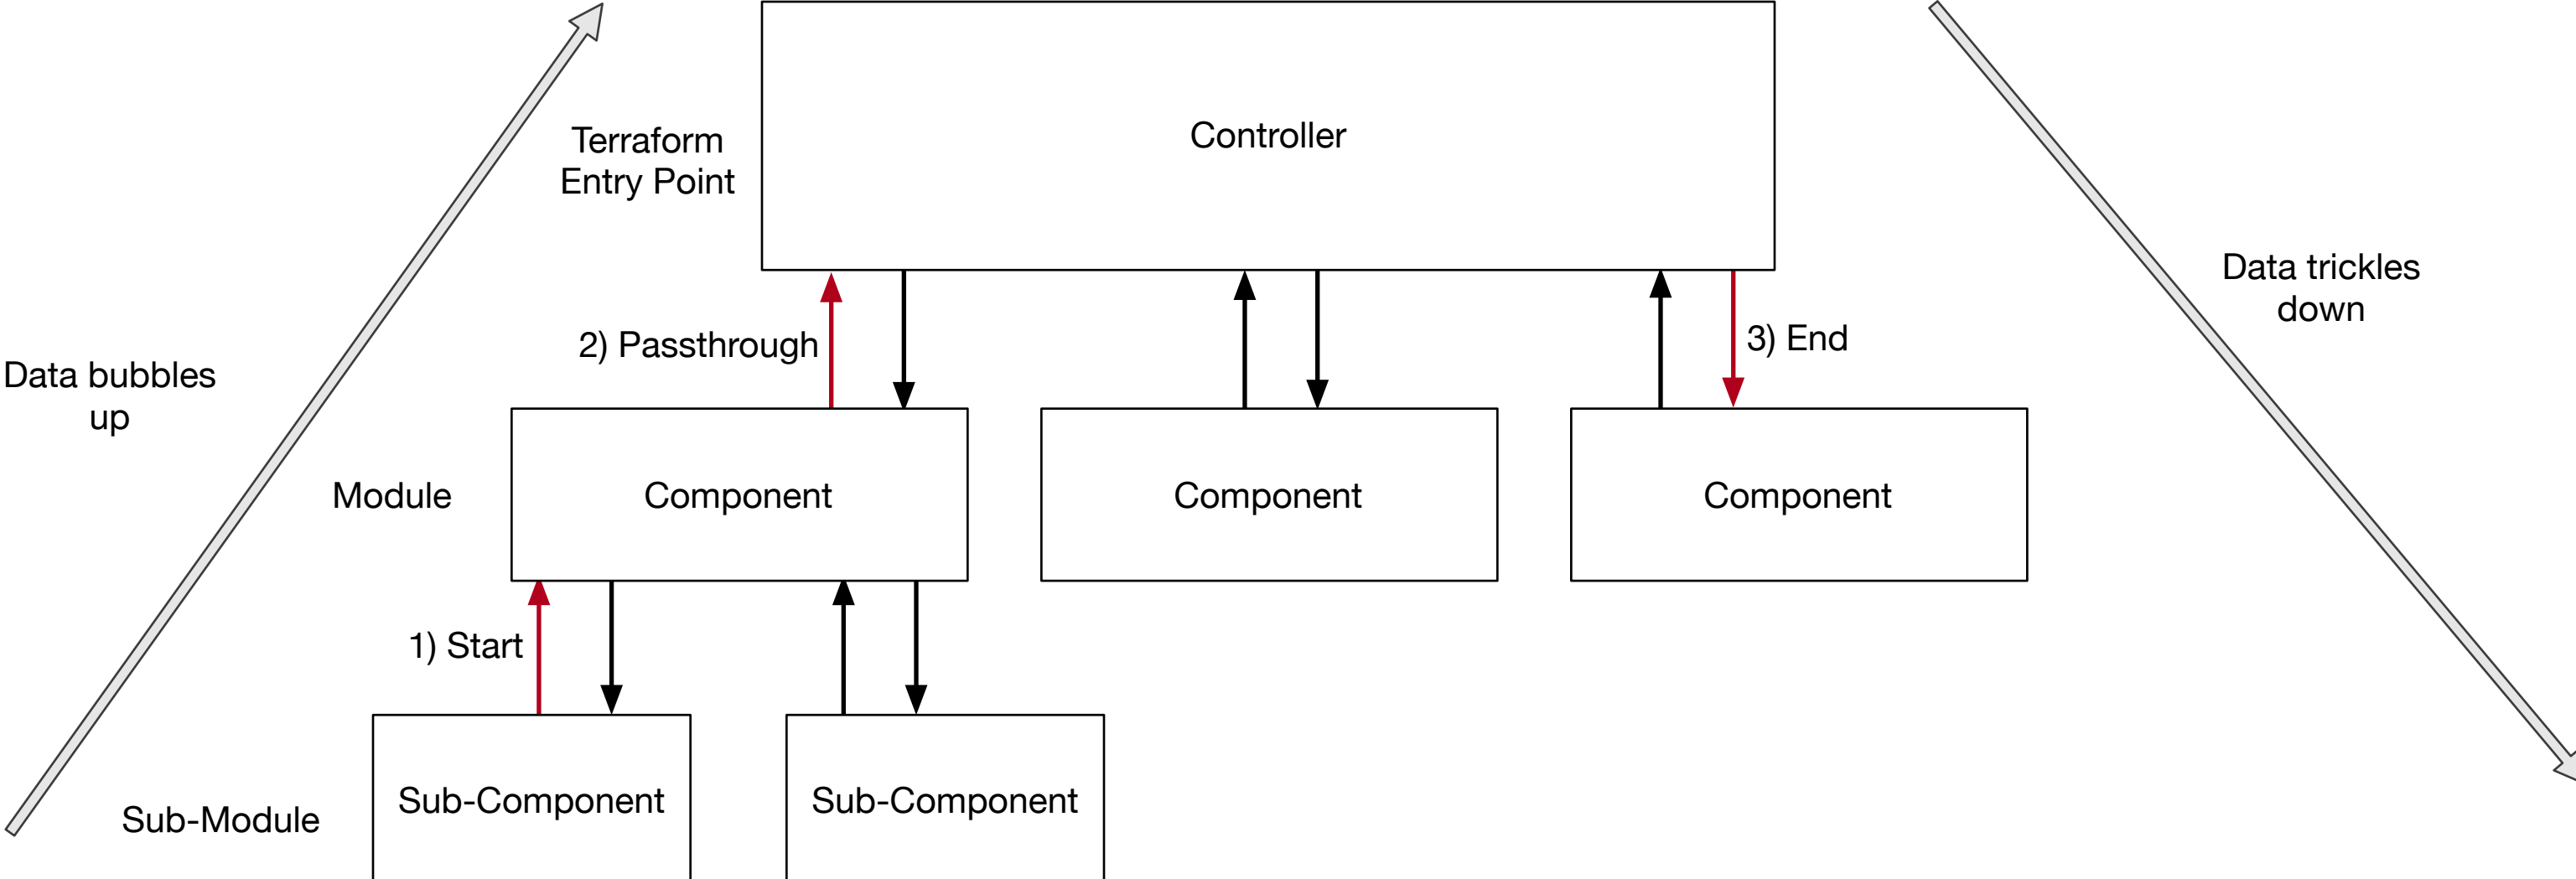 Terraform
Entry Point
Controller
Data trickles
down
2) Passthrough
3) End
Data bubbles
up
Module
Component
Component
Component
1) Start
Sub-Module
Sub-Component
Sub-Component